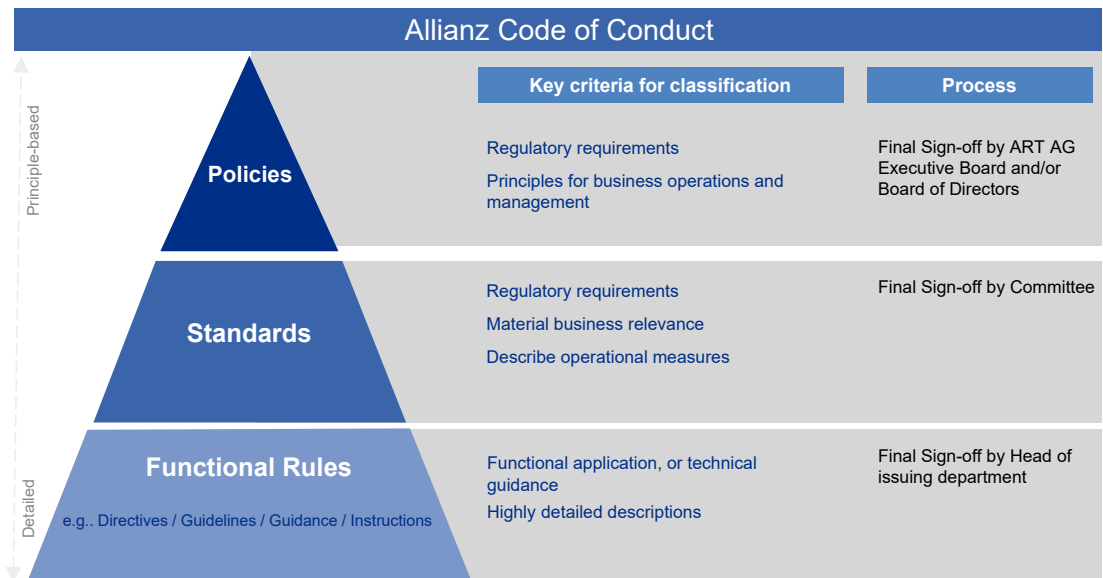 Allianz Code of Conduct
Key criteria for classification
Process
Principle-based
Policies
Regulatory requirements
Principles for business operations and
management
Final Sign-off by ART AG
Executive Board and/or
Board of Directors
Standards
Regulatory requirements
Material business relevance
Describe operational measures
Final Sign-off by Committee
Detailed
Functional Rules
e.g.. Directives / Guidelines / Guidance / Instructions
Functional application, or technical
guidance
Highly detailed descriptions
Final Sign-off by Head of
issuing department